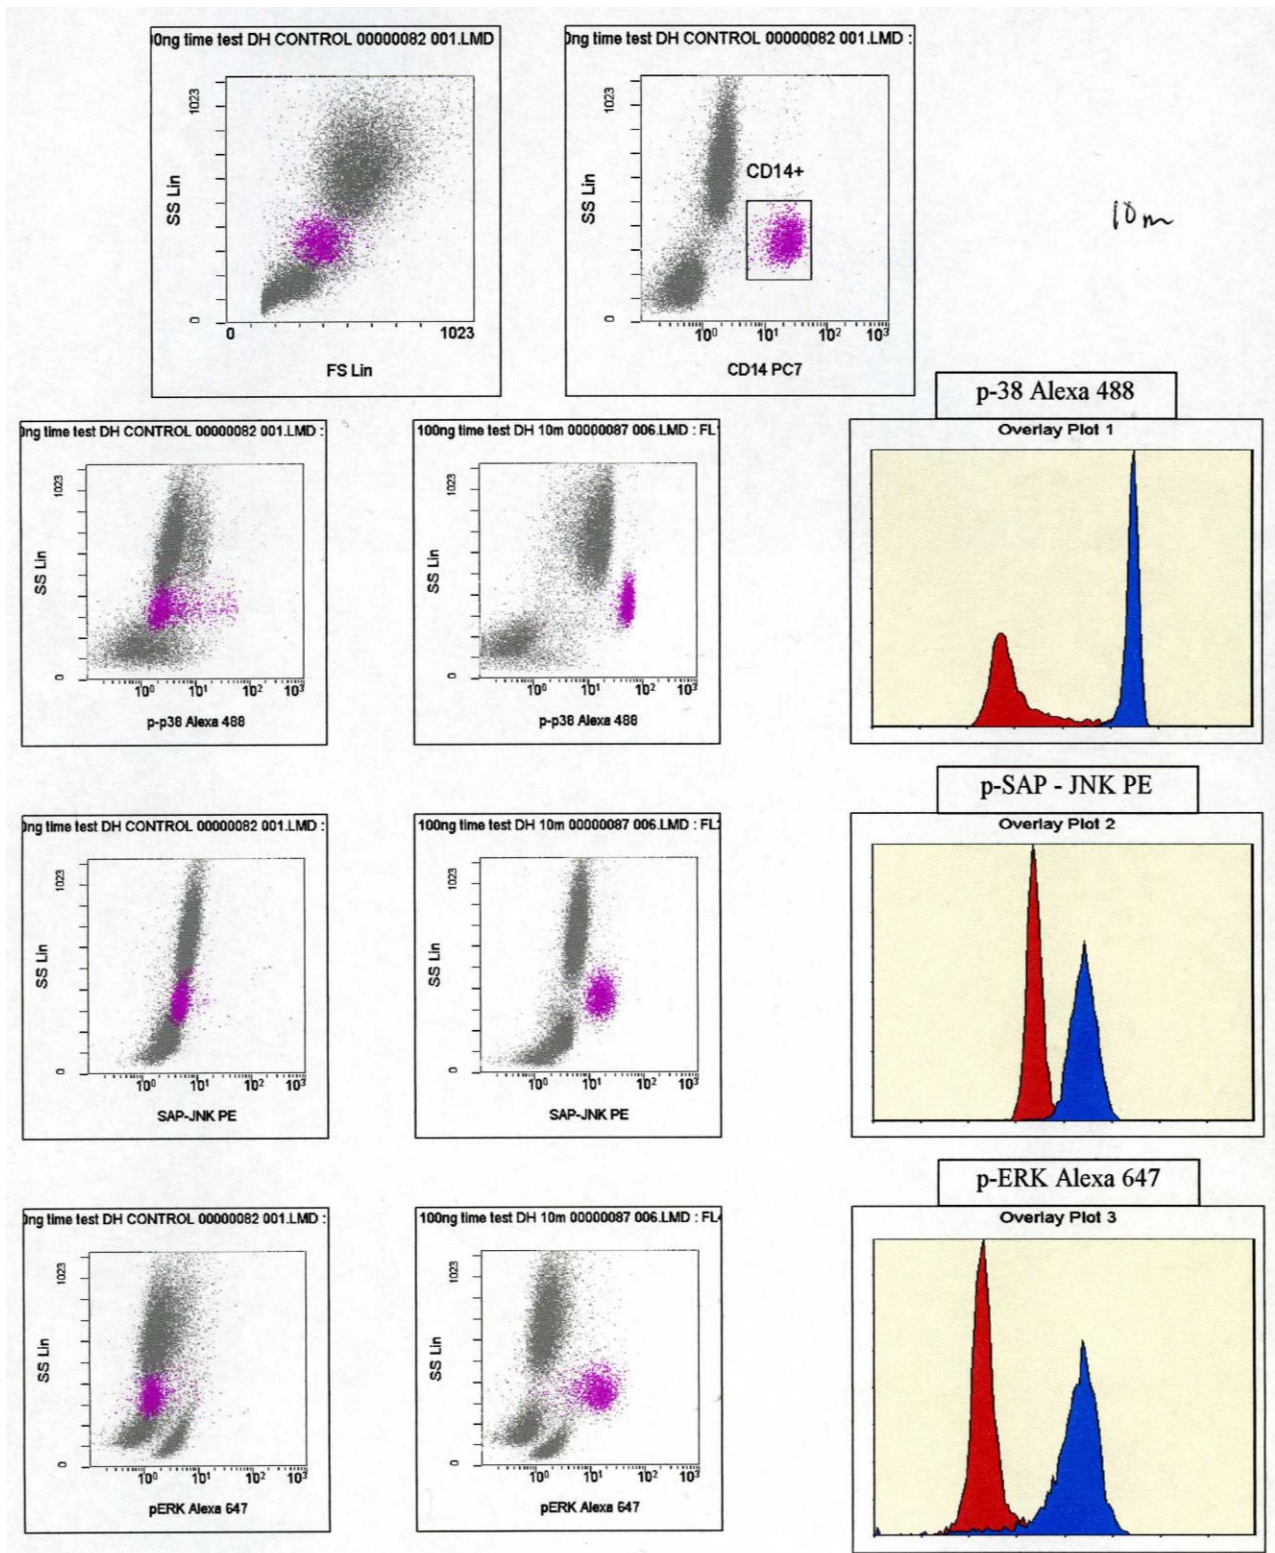 0ng time test DH CONTROL 00000082 001.LMD
1023
SS Lin
0
0
1023
FS Lin
0ng time test DH CONTROL 00000082 001.LMD :
1023
SS Lin
0
CD14+
10⁰ 10¹ 10² 10³
CD14 PC7
10m
p-38 Alexa 488
0ng time test DH CONTROL 00000082 001.LMD :
1023
SS Lin
0
10⁰ 10¹ 10² 10³
p-p38 Alexa 488
100ng time test DH 10m 00000087 006.LMD : FL1
1023
SS Lin
0
10⁰ 10¹ 10² 10³
p-p38 Alexa 488
Overlay Plot 1
p-SAP - JNK PE
0ng time test DH CONTROL 00000082 001.LMD :
1023
SS Lin
0
10⁰ 10¹ 10² 10³
SAP-JNK PE
100ng time test DH 10m 00000087 006.LMD : FL2
1023
SS Lin
0
10⁰ 10¹ 10² 10³
SAP-JNK PE
Overlay Plot 2
p-ERK Alexa 647
0ng time test DH CONTROL 00000082 001.LMD :
1023
SS Lin
0
10⁰ 10¹ 10² 10³
pERK Alexa 647
100ng time test DH 10m 00000087 006.LMD : FL4
1023
SS Lin
0
10⁰ 10¹ 10² 10³
pERK Alexa 647
Overlay Plot 3